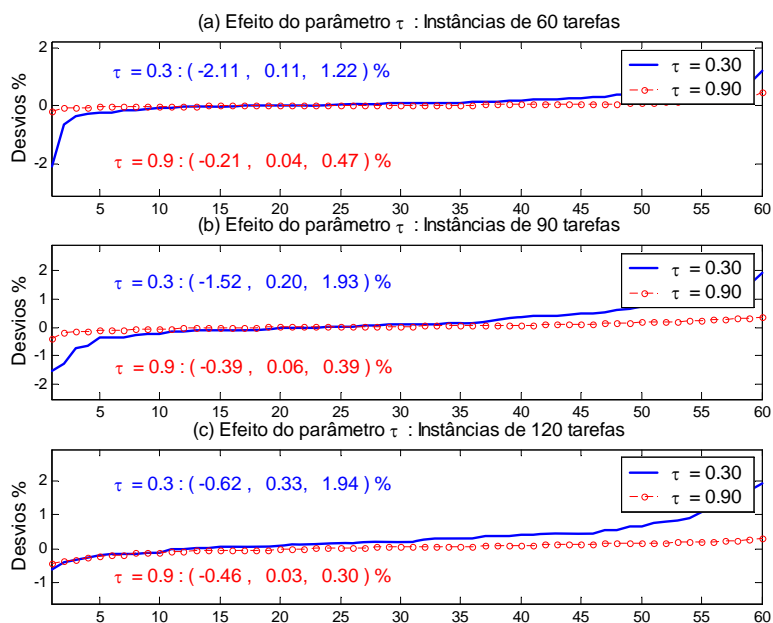 (a) Efeito do parâmetro τ : Instâncias de 60 tarefas
Desvios %
2
0
-2
τ = 0.3 : ( -2.11 , 0.11, 1.22 ) %
τ = 0.9 : ( -0.21 , 0.04, 0.47 ) %
τ = 0.30
τ = 0.90
5 10 15 20 25 30 35 40 45 50 55 60
(b) Efeito do parâmetro τ : Instâncias de 90 tarefas
Desvios %
2
1
0
-1
-2
τ = 0.3 : ( -1.52 , 0.20, 1.93 ) %
τ = 0.9 : ( -0.39 , 0.06, 0.39 ) %
τ = 0.30
τ = 0.90
5 10 15 20 25 30 35 40 45 50 55 60
(c) Efeito do parâmetro τ : Instâncias de 120 tarefas
Desvios %
2
1
0
-1
τ = 0.3 : ( -0.62 , 0.33, 1.94 ) %
τ = 0.9 : ( -0.46 , 0.03, 0.30 ) %
τ = 0.30
τ = 0.90
5 10 15 20 25 30 35 40 45 50 55 60